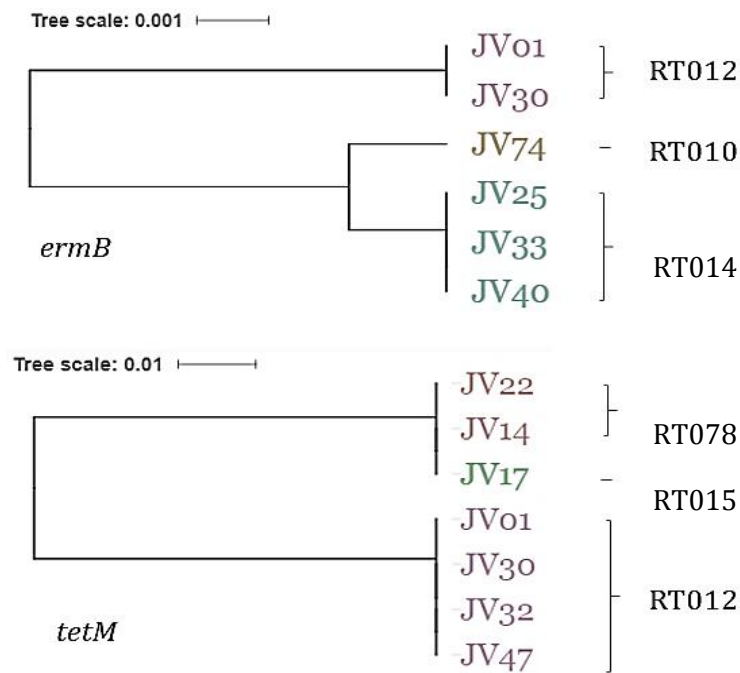 Tree scale: 0.001
JV01
JV30
RT012
JV74
RT010
JV25
JV33
JV40
RT014
ermB
Tree scale: 0.01
JV22
JV14
RT078
JV17
RT015
JV01
JV30
JV32
JV47
RT012
tetM